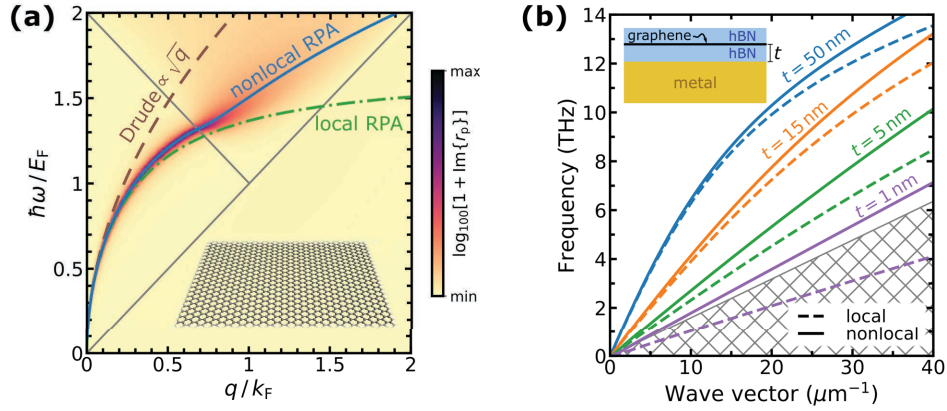 (a)
2.0
1.5
1.0
0.5
0
ħω / E_F
0
0.5
1.0
1.5
2
q / k_F
Drude ∝ √q
nonlocal RPA
local RPA
max
min
log₁₀₀[1 + Im{r_p}]
(b)
14
12
10
8
6
4
2
0
Frequency (THz)
0
10
20
30
40
Wave vector (μm⁻¹)
graphene
hBN
hBN
t
metal
t = 50 nm
t = 15 nm
t = 5 nm
t = 1 nm
local
nonlocal